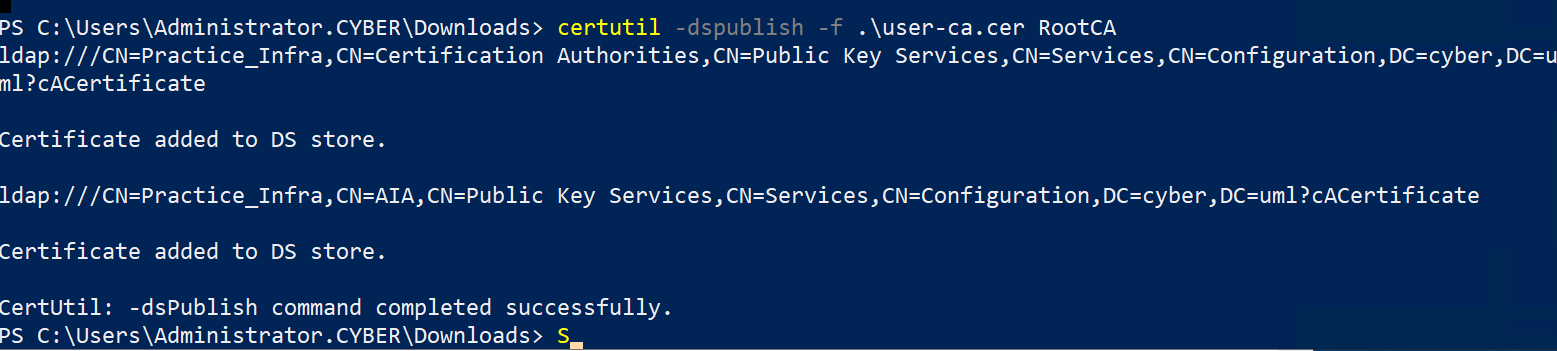 PS C:\Users\Administrator.CYBER\Downloads> certutil -dspublish -f .\user-ca.cer RootCA
ldap:///CN=Practice_Infra,CN=Certification Authorities,CN=Public Key Services,CN=Services,CN=Configuration,DC=cyber,DC=u
ml?cACertificate
Certificate added to DS store.
ldap:///CN=Practice_Infra,CN=AIA,CN=Public Key Services,CN=Services,CN=Configuration,DC=cyber,DC=uml?cACertificate
Certificate added to DS store.
CertUtil: -dsPublish command completed successfully.
PS C:\Users\Administrator.CYBER\Downloads> S